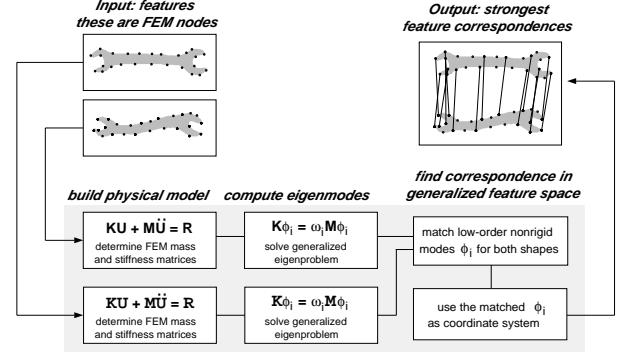 Input: features
these are FEM nodes
Output: strongest
feature correspondences
build physical model
compute eigenmodes
find correspondence in
generalized feature space
KU + MÜ = R
determine FEM mass
and stiffness matrices
Kϕi = ωiMϕi
solve generalized
eigenproblem
match low-order nonrigid
modes ϕi for both shapes
KU + MÜ = R
determine FEM mass
and stiffness matrices
Kϕi = ωiMϕi
solve generalized
eigenproblem
use the matched ϕi
as coordinate system